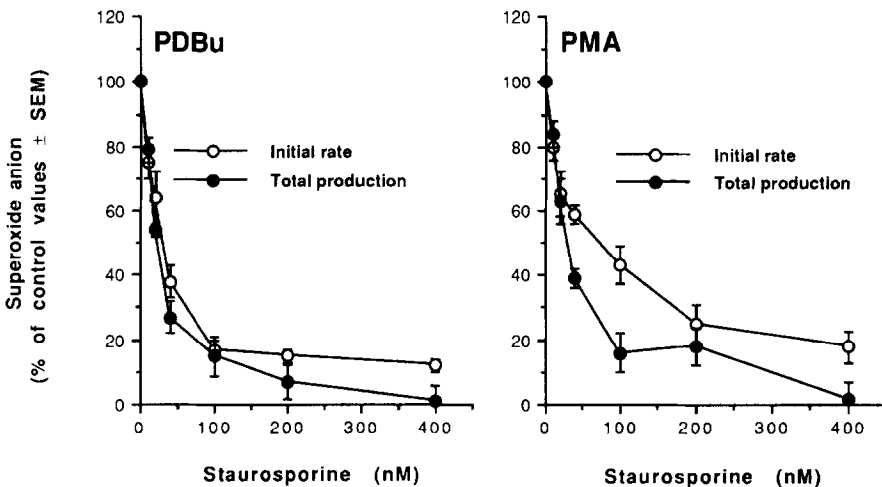 Superoxide anion
(% of control values ± SEM)
PDBu
120
100
80
60
40
20
0
Initial rate
Total production
0 100 200 300 400
Staurosporine (nM)
PMA
120
100
80
60
40
20
0
Initial rate
Total production
0 100 200 300 400
Staurosporine (nM)